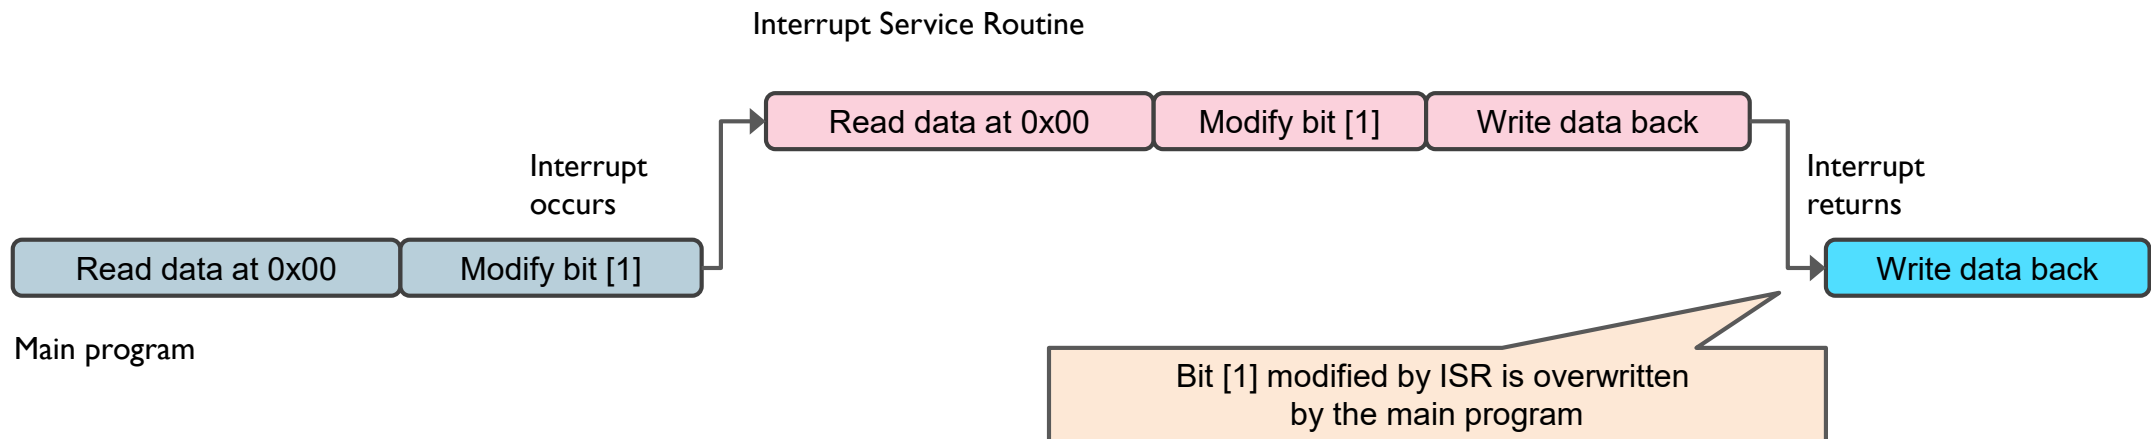 Interrupt Service Routine
Read data at 0x00
Modify bit [1]
Write data back
Interrupt
occurs
Interrupt
returns
Read data at 0x00
Modify bit [1]
Write data back
Main program
Bit [1] modified by ISR is overwritten
by the main program